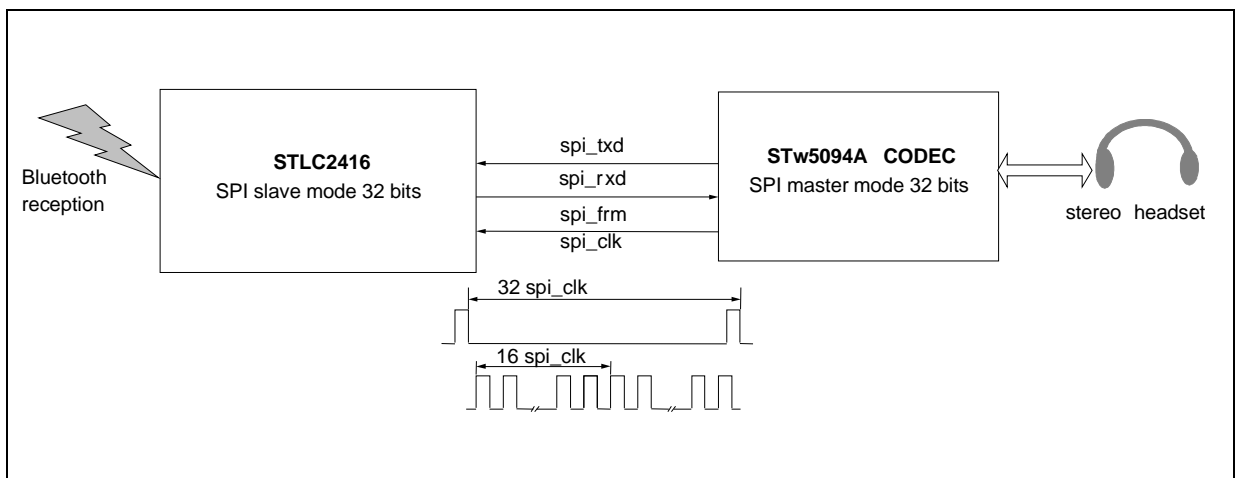 Bluetooth
reception
STLC2416
SPI slave mode 32 bits
spi_txd
spi_rxd
spi_frm
spi_clk
STw5094A CODEC
SPI master mode 32 bits
stereo headset
32 spi_clk
16 spi_clk